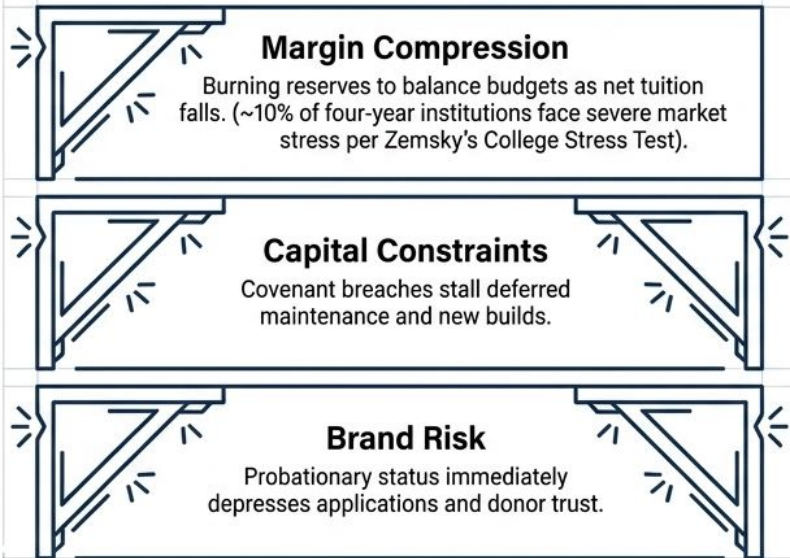 Margin Compression
Burning reserves to balance budgets as net tuition
falls. (~10% of four-year institutions face severe market
stress per Zemsky's College Stress Test).
Capital Constraints
Covenant breaches stall deferred
maintenance and new builds.
Brand Risk
Probationary status immediately
depresses applications and donor trust.